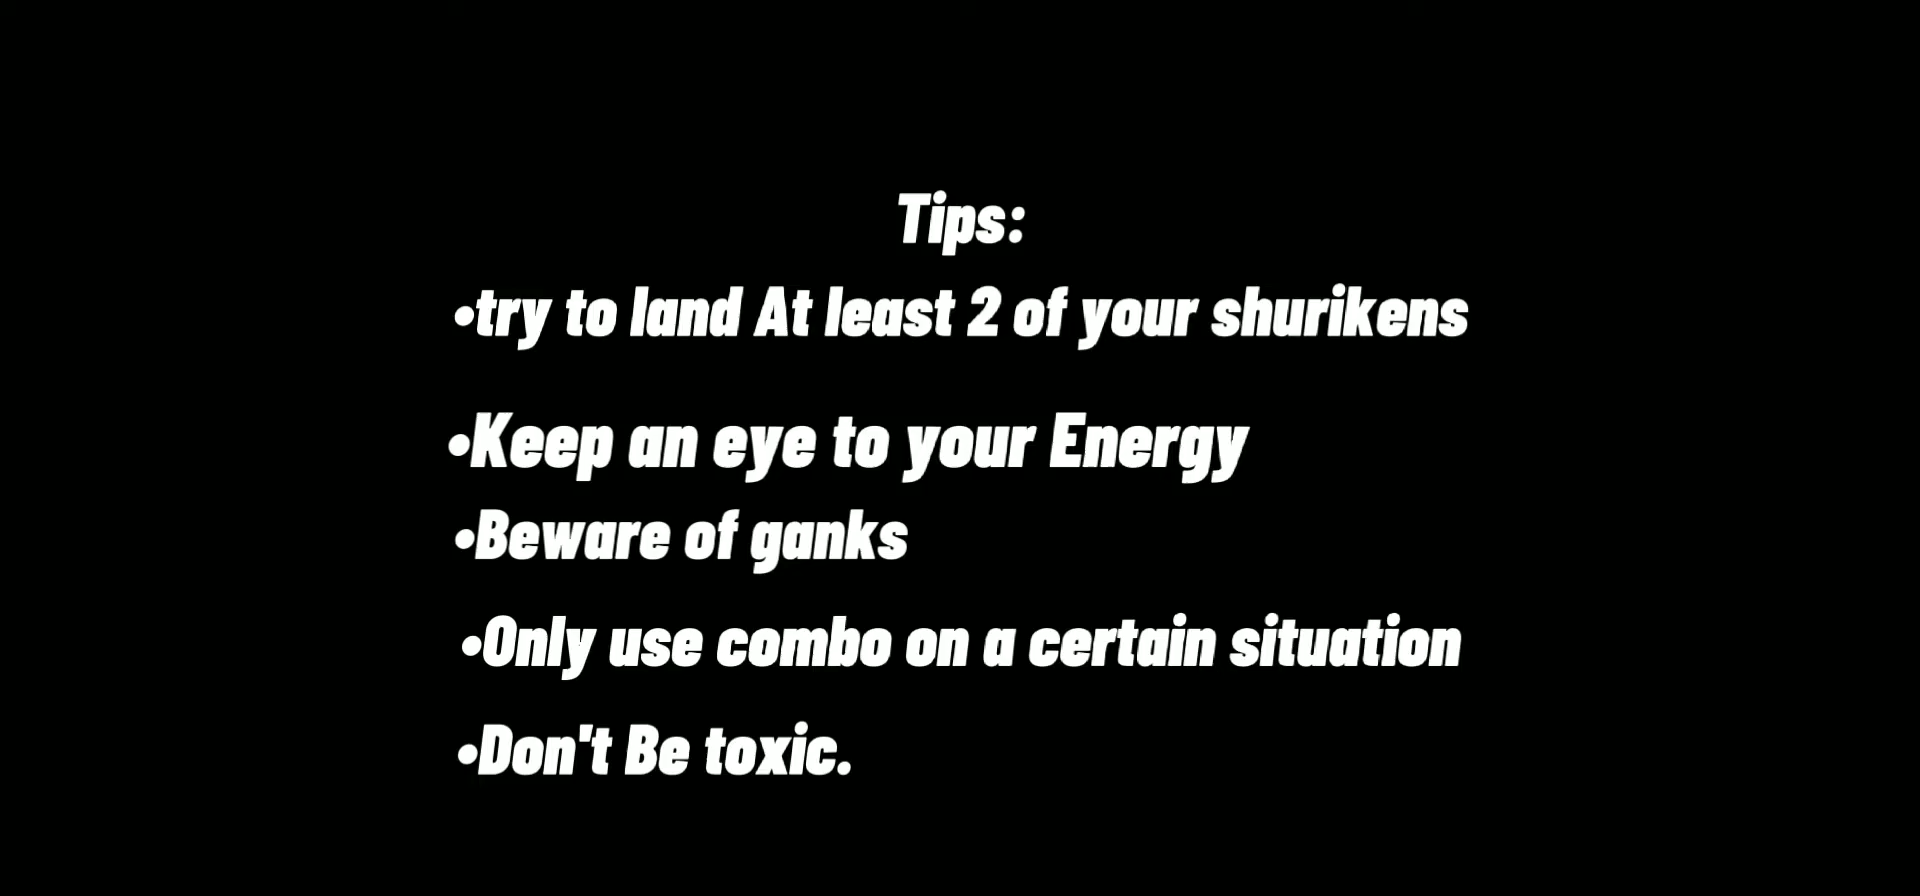 Tips:
•try to land At least 2 of your shurikens
•Keep an eye to your Energy
•Beware of ganks
•Only use combo on a certain situation
•Don't Be toxic.